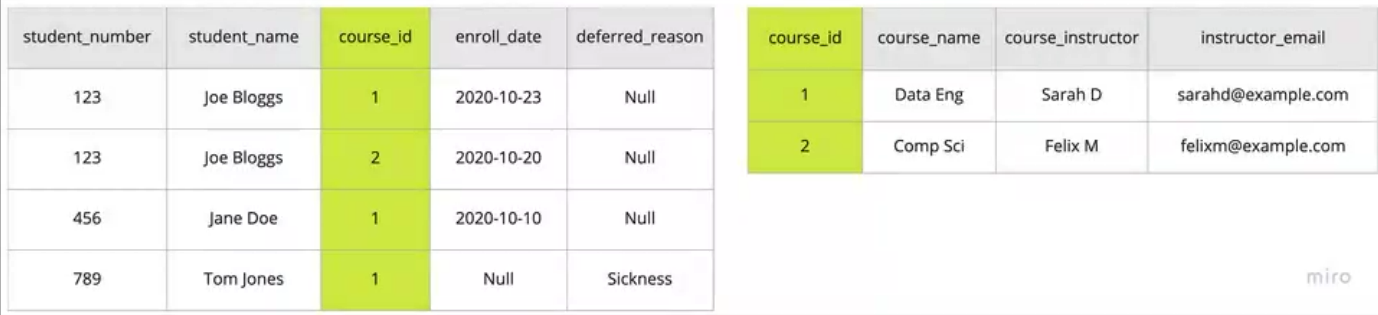 student_number student_name course_id enroll_date deferred_reason
123 Joe Bloggs 1 2020-10-23 Null
123 Joe Bloggs 2 2020-10-20 Null
456 Jane Doe 1 2020-10-10 Null
789 Tom Jones 1 Null Sickness
course_id course_name course_instructor instructor_email
1 Data Eng Sarah D sarahd@example.com
2 Comp Sci Felix M felixm@example.com
miro